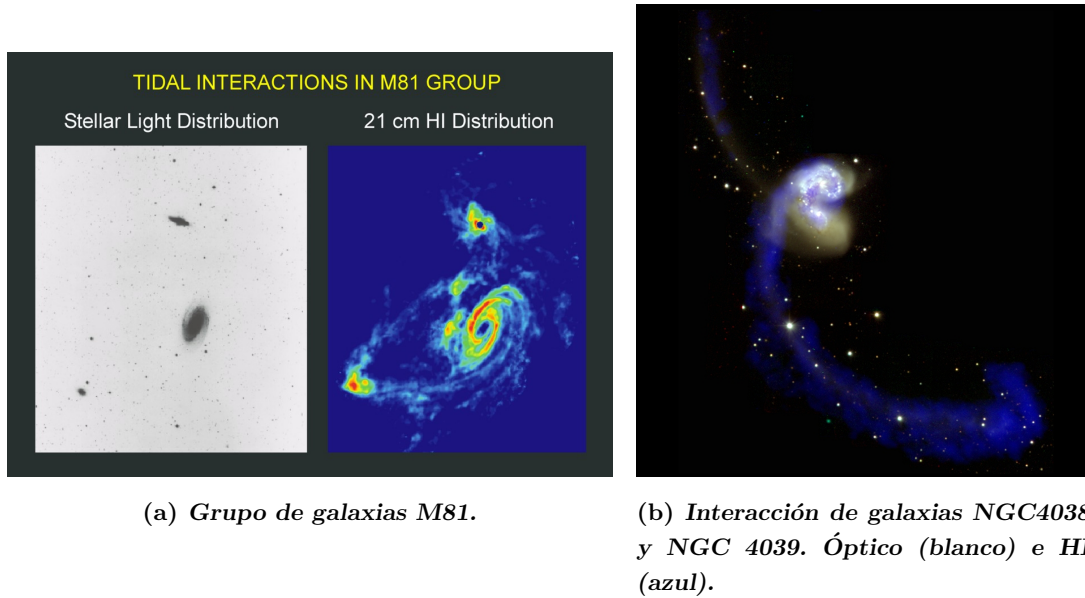 TIDAL INTERACTIONS IN M81 GROUP
Stellar Light Distribution
21 cm HI Distribution
(a) Grupo de galaxias M81.
(b) Interacción de galaxias NGC4038
y NGC 4039. Óptico (blanco) e HI
(azul).